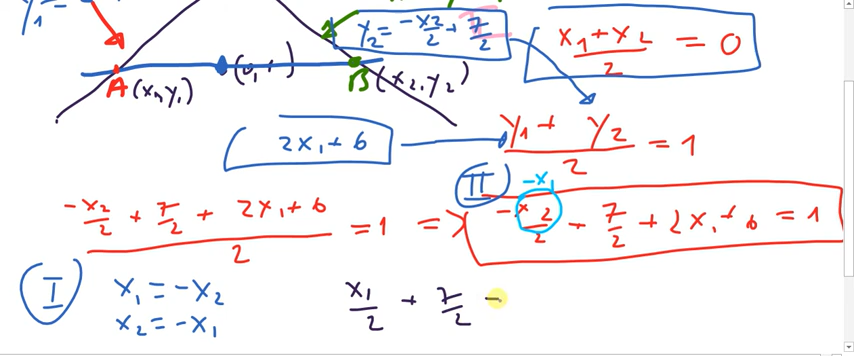 y₁=
y₂ = -x2/2 + 7/2
(x₁ + x₂)/2 = 0
A (x₁, y₁)
(0, 1)
B (x₂, y₂)
2x₁ + 6
(y₁ + y₂)/2 = 1
II
-x₁
(-x₂/2 + 7/2 + 2x₁ + 6)/2 = 1 => -x2/2 + 7/2 + 2x₁ + 6 = 1
I
x₁ = -x₂
x₂ = -x₁
x₁/2 + 7/2 -